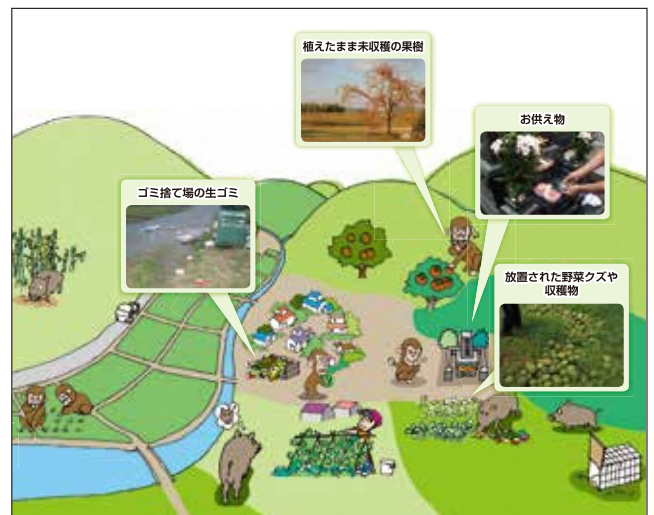 植えたまま未収穫の果樹
お供え物
ゴミ捨て場の生ゴミ
放置された野菜クズや
収穫物